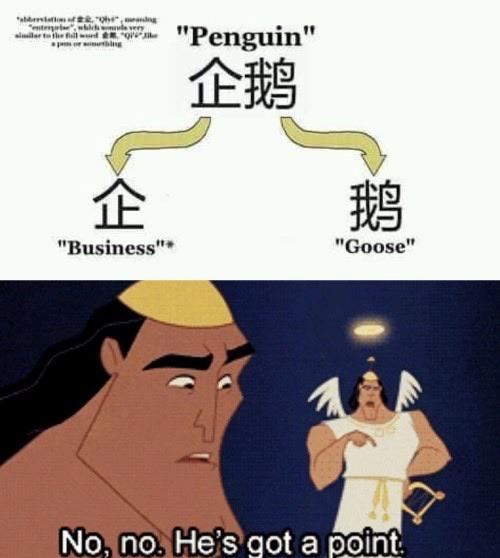 *abbreviation of 企业, "Qǐyè", meaning
"enterprise", which sounds very
similar to the full word 企鹅, "Qǐ'é", like
a pun or something
"Penguin"
企鹅
企
鹅
"Business"*
"Goose"
No, no. He's got a point.